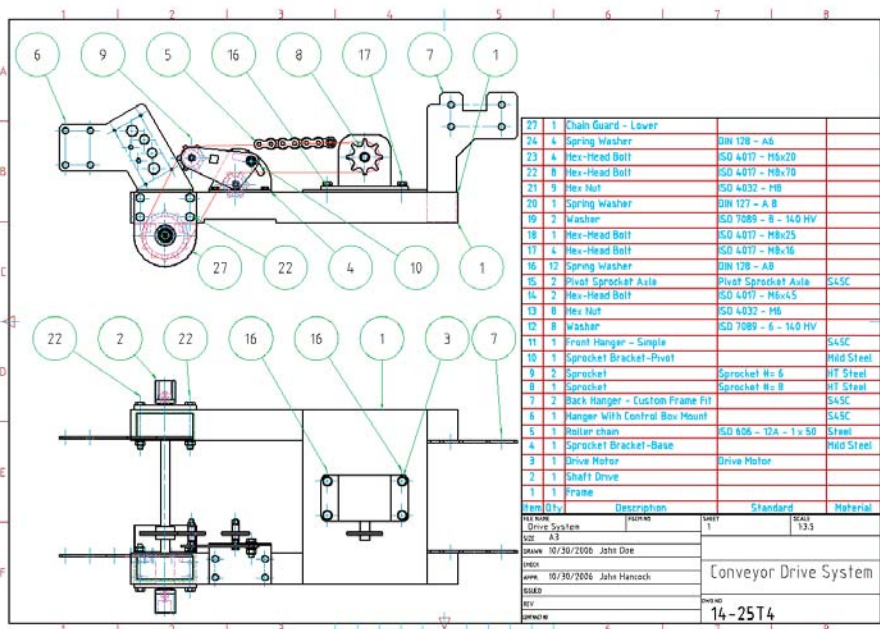 1 2 3 4 5 6 7 8
A
B
C
D
E
F
6 9 5 16 8 17 7 1
27 22 4 10 1
22 2 22 16 16 1 3 7
27 1 Chain Guard - Lower
24 4 Spring Washer DIN 128 - A6
23 4 Hex-Head Bolt ISO 4017 - M6x20
22 8 Hex-Head Bolt ISO 4017 - M8x70
21 9 Hex Nut ISO 4032 - M8
20 1 Spring Washer DIN 127 - A 8
19 2 Washer ISO 7089 - 8 - 140 HV
18 1 Hex-Head Bolt ISO 4017 - M8x25
17 4 Hex-Head Bolt ISO 4017 - M8x16
16 12 Spring Washer DIN 128 - A8
15 2 Pivot Sprocket Axle Pivot Sprocket Axle S45C
14 2 Hex-Head Bolt ISO 4017 - M6x45
13 8 Hex Nut ISO 4032 - M6
12 8 Washer ISO 7089 - 6 - 140 HV
11 1 Front Hanger - Simple S45C
10 1 Sprocket Bracket-Pivot Mild Steel
9 2 Sprocket Sprocket #= 6 HT Steel
8 1 Sprocket Sprocket #= 8 HT Steel
7 2 Back Hanger - Custom Frame Fit S45C
6 1 Hanger With Control Box Mount S45C
5 1 Roller chain ISO 606 - 12A - 1 x 50 Steel
4 1 Sprocket Bracket-Base Mild Steel
3 1 Drive Motor Drive Motor
2 1 Shaft Drive
1 1 Frame
Item Qty Description Standard Material
FILE NAME FSCM NO SHEET SCALE
Drive System 1 1:3.5
SIZE A3
DRAWN 10/30/2006 John Doe
CHECK
APPR. 10/30/2006 John Hancock
ISSUED
Conveyor Drive System
REV
DWG NO
14-25T4
1 2 3 4 5 6 7 8